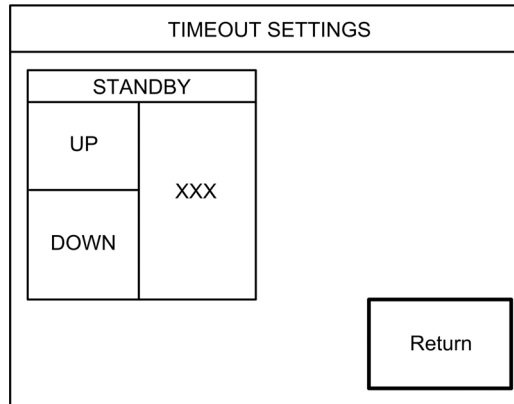 TIMEOUT SETTINGS
STANDBY
UP
XXX
DOWN
Return